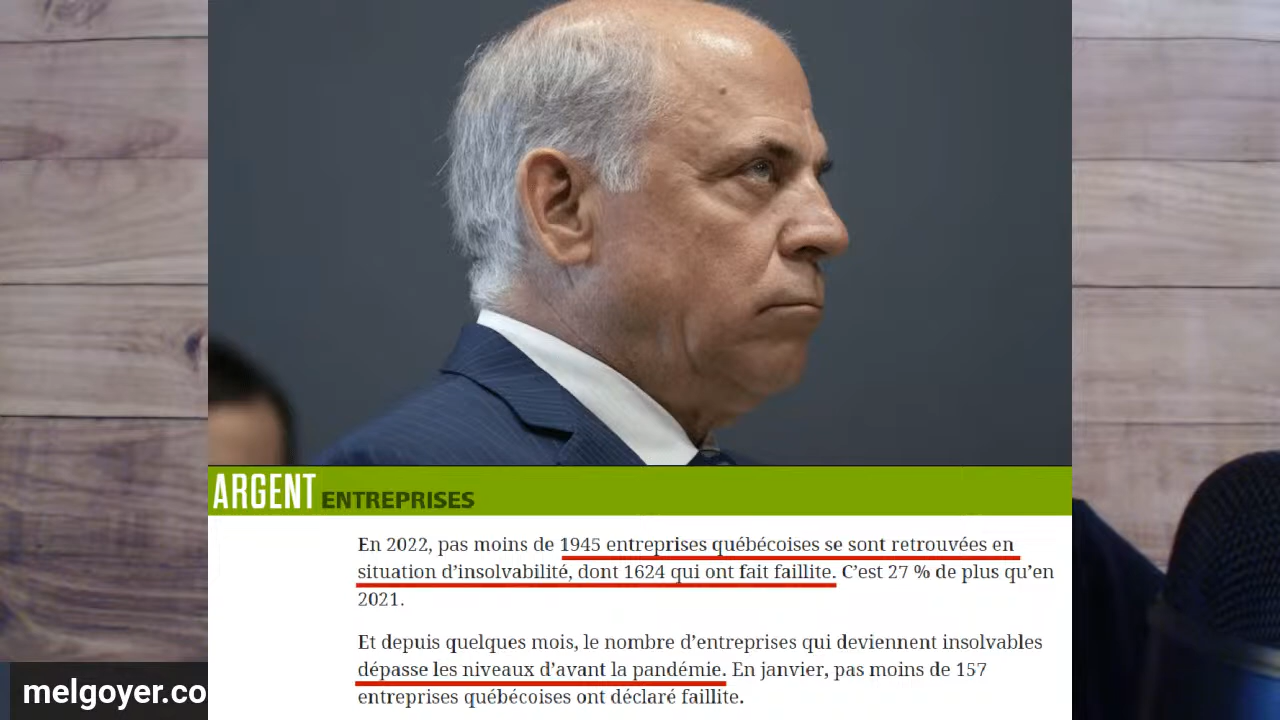 ARGENT ENTREPRISES
En 2022, pas moins de 1945 entreprises québécoises se sont retrouvées en
situation d’insolvabilité, dont 1624 qui ont fait faillite. C’est 27 % de plus qu’en
2021.
Et depuis quelques mois, le nombre d’entreprises qui deviennent insolvables
dépasse les niveaux d’avant la pandémie. En janvier, pas moins de 157
entreprises québécoises ont déclaré faillite.
melgoyer.co